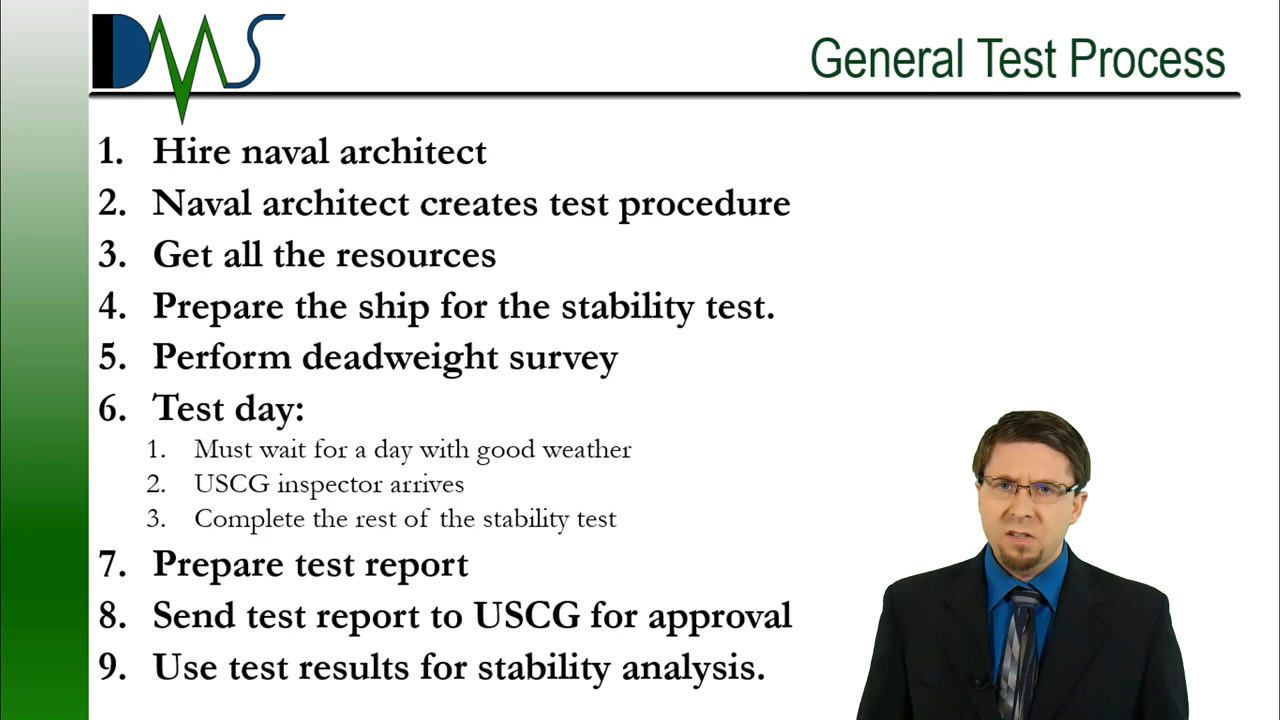 DMS
General Test Process
1. Hire naval architect
2. Naval architect creates test procedure
3. Get all the resources
4. Prepare the ship for the stability test.
5. Perform deadweight survey
6. Test day:
1. Must wait for a day with good weather
2. USCG inspector arrives
3. Complete the rest of the stability test
7. Prepare test report
8. Send test report to USCG for approval
9. Use test results for stability analysis.